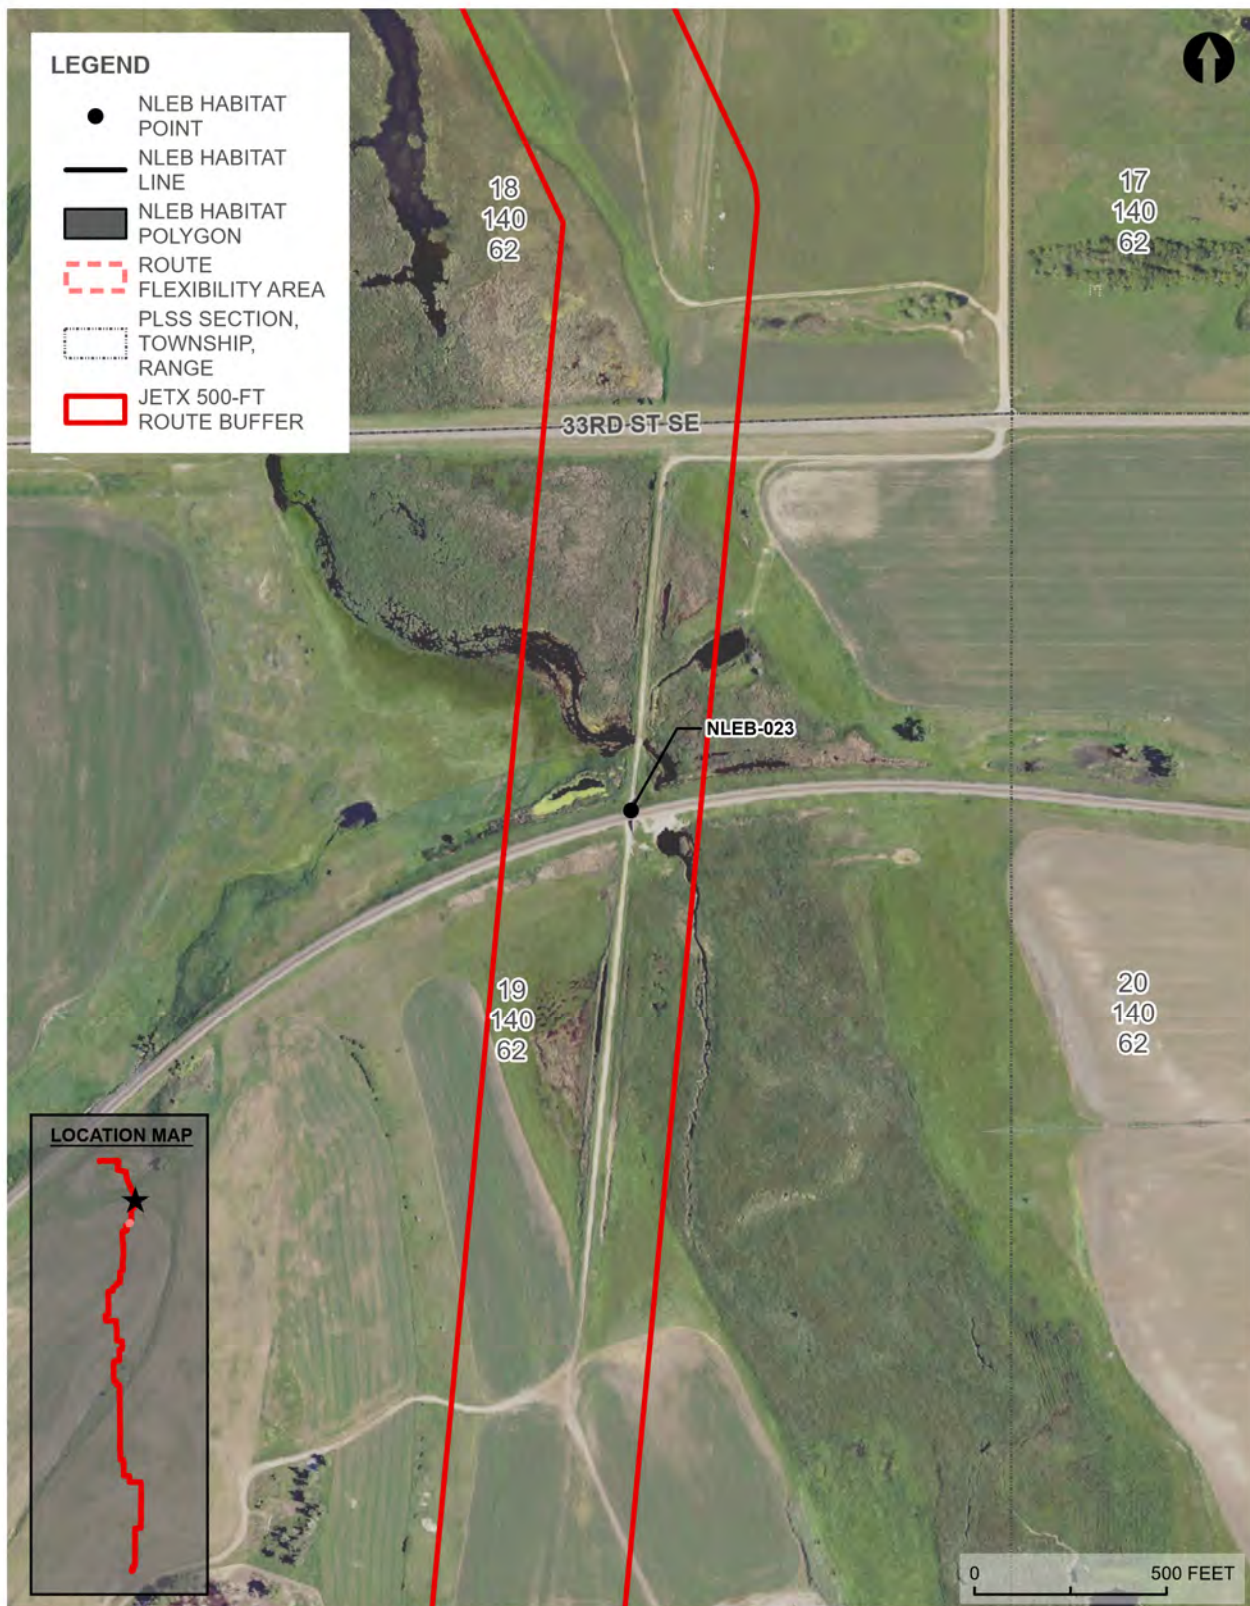 LEGEND
NLEB HABITAT
POINT
NLEB HABITAT
LINE
NLEB HABITAT
POLYGON
ROUTE
FLEXIBILITY AREA
PLSS SECTION,
TOWNSHIP,
RANGE
JETX 500-FT
ROUTE BUFFER
18
140
62
17
140
62
33RD ST SE
NLEB-023
19
140
62
20
140
62
LOCATION MAP
0 500 FEET